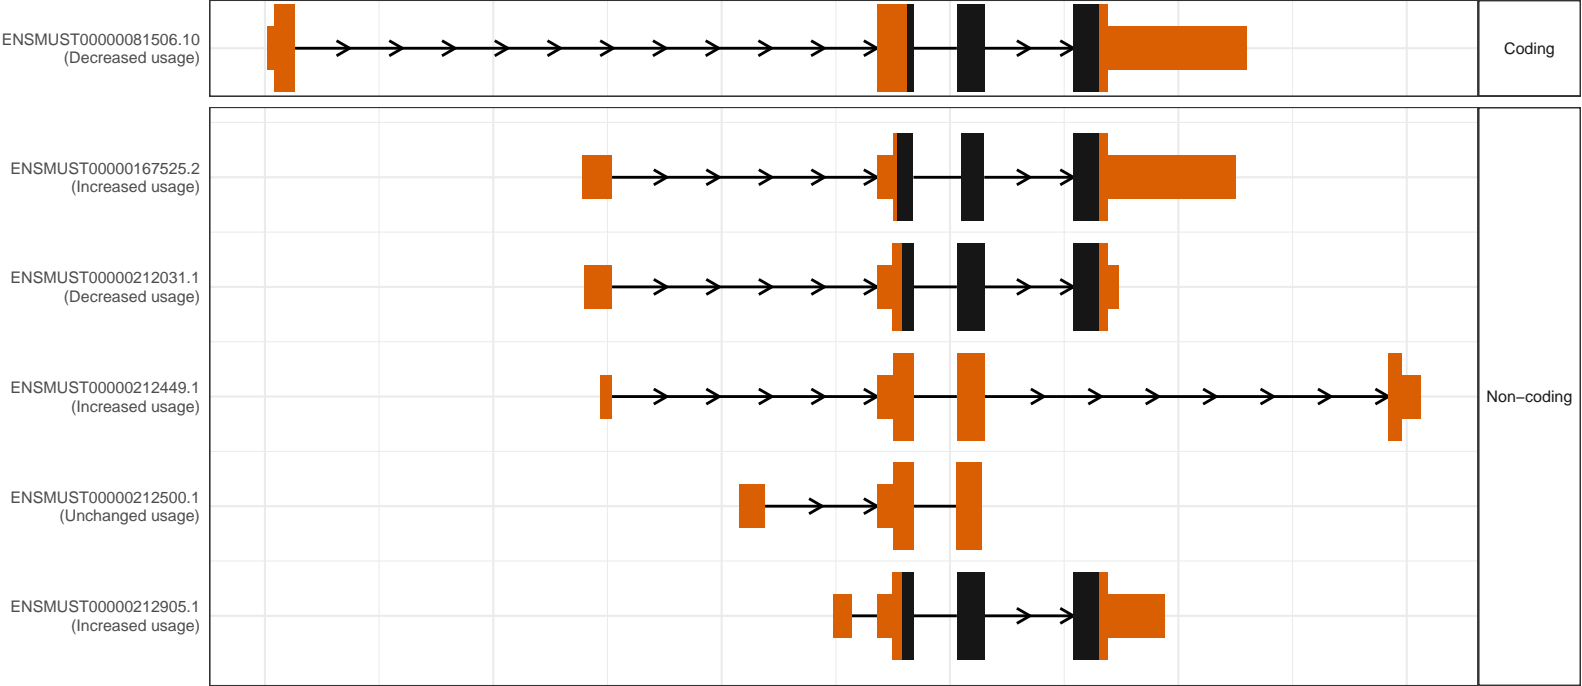 ENSMUST00000081506.10
(Decreased usage)
Coding
ENSMUST00000167525.2
(Increased usage)
ENSMUST00000212031.1
(Decreased usage)
ENSMUST00000212449.1
(Increased usage)
Non−coding
ENSMUST00000212500.1
(Unchanged usage)
ENSMUST00000212905.1
(Increased usage)